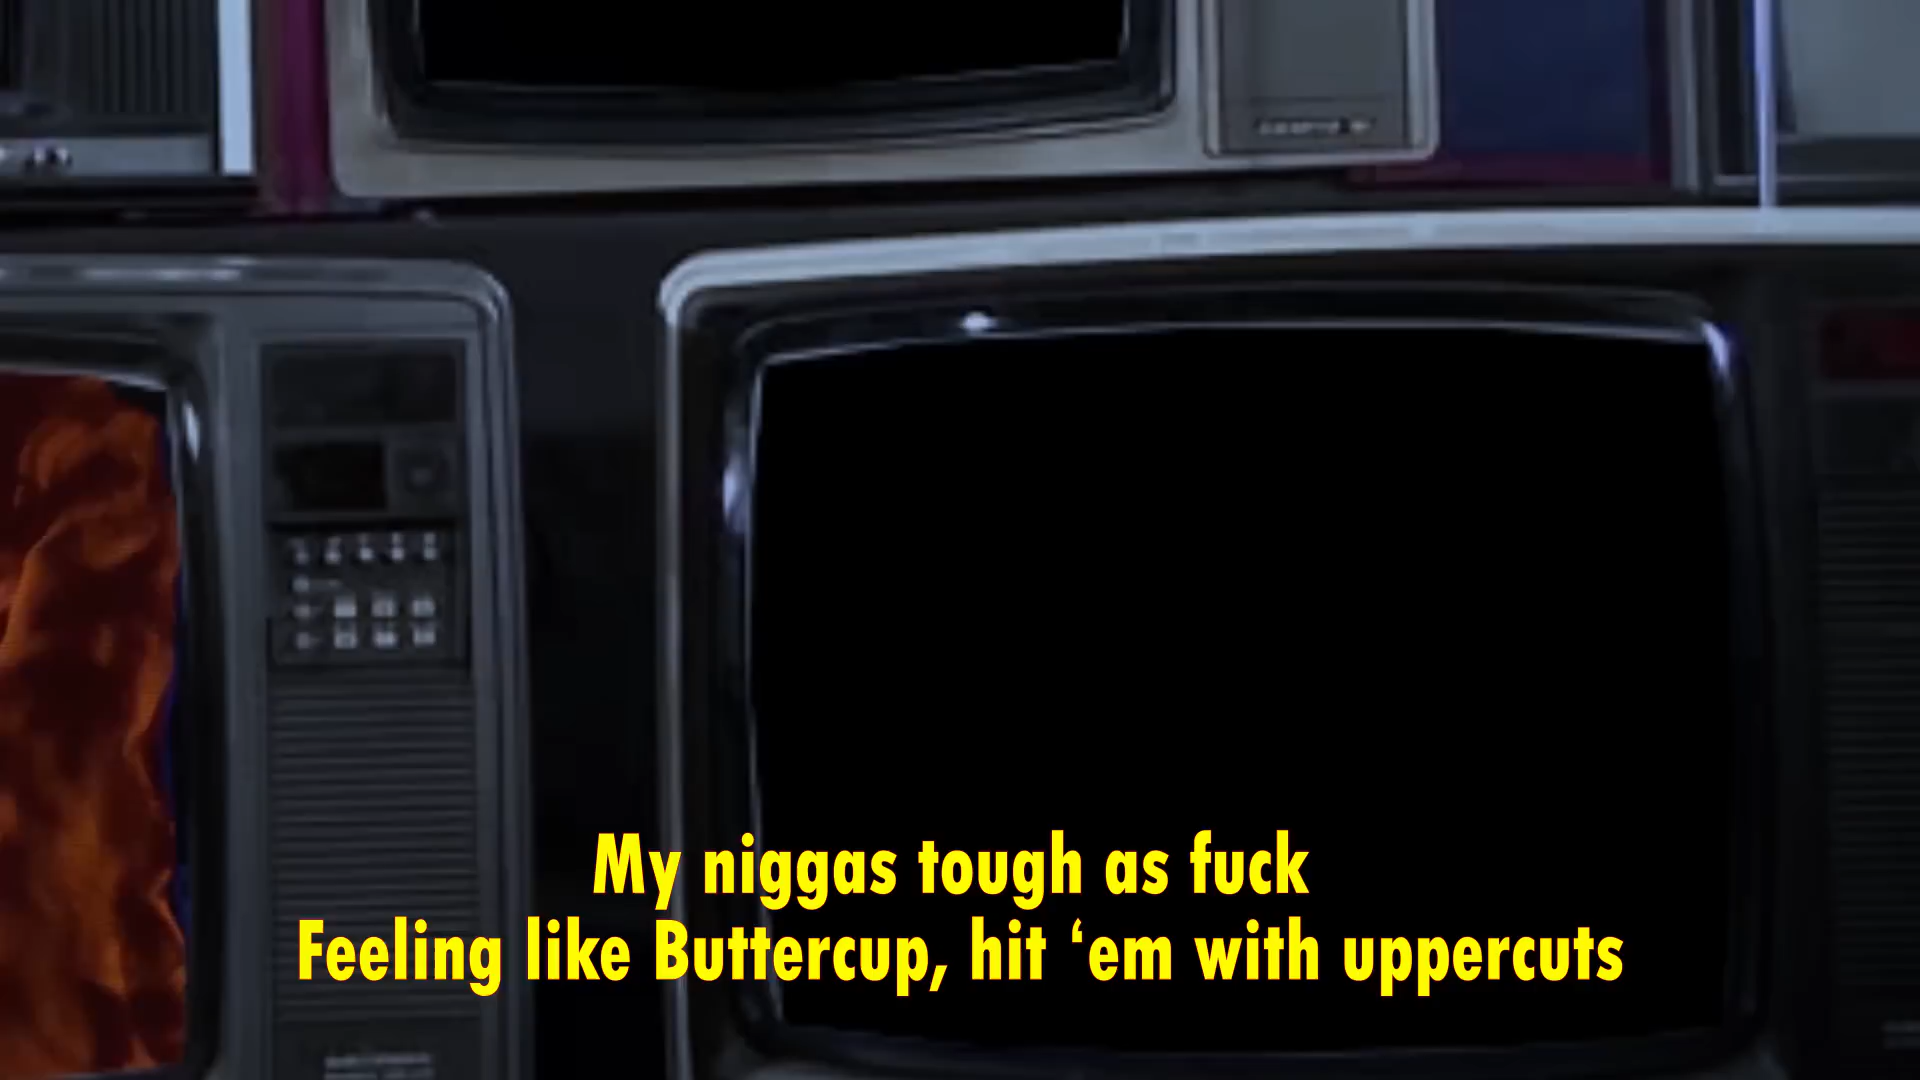 My niggas tough as fuck
Feeling like Buttercup, hit ‘em with uppercuts